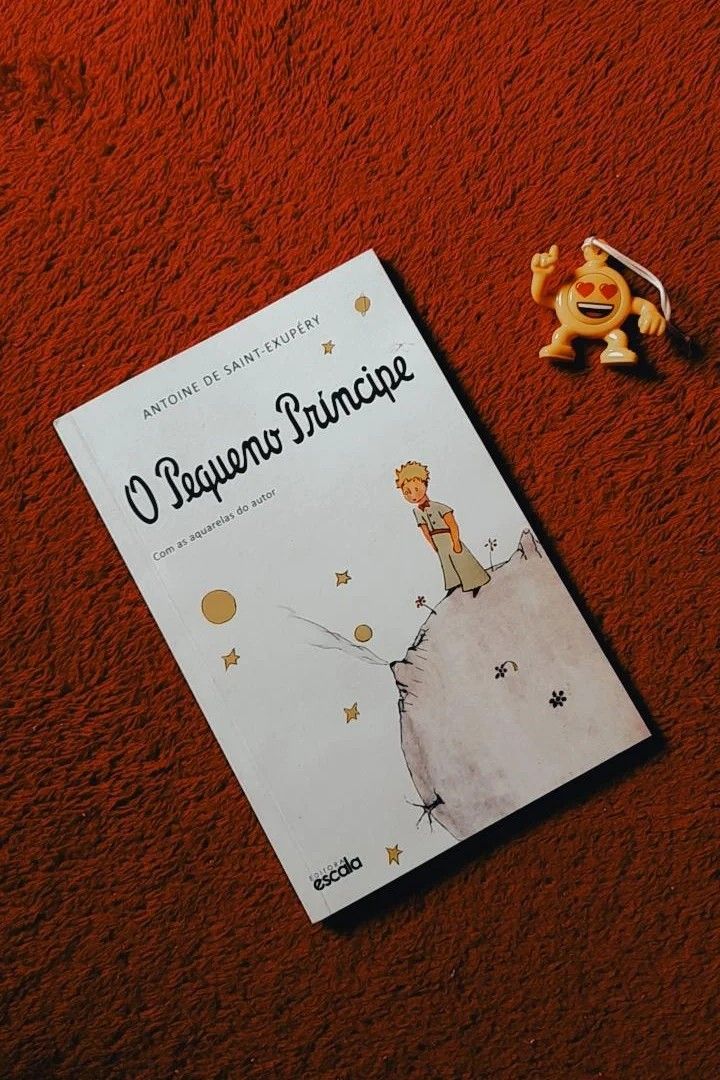 ANTOINE DE SAINT-EXUPÉRY
O Pequeno Príncipe
Com as aquarelas do autor
EDITORA
escala